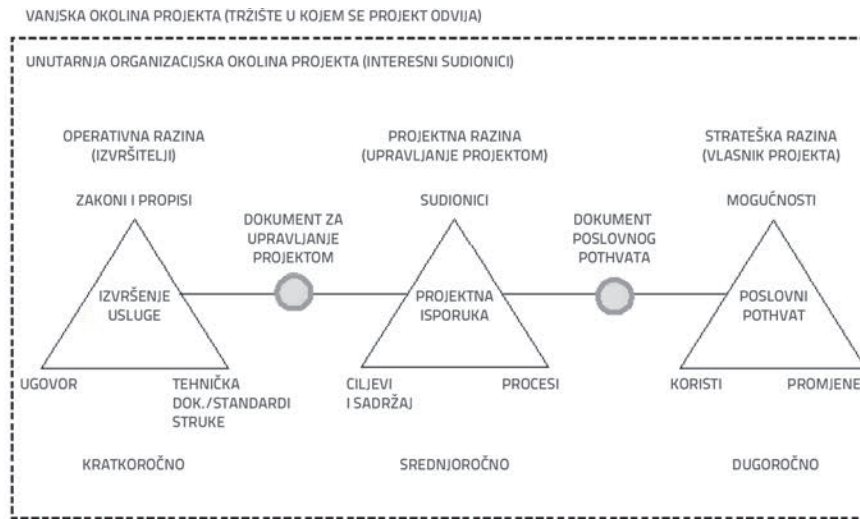 VANJSKA OKOLINA PROJEKTA (TRŽIŠTE U KOJEM SE PROJEKT ODVIJA)
UNUTARNJA ORGANIZACIJSKA OKOLINA PROJEKTA (INTERESNI SUDIONICI)
OPERATIVNA RAZINA
(IZVRŠITELJI)
ZAKONI I PROPISI
IZVRŠENJE
USLUGE
UGOVOR
TEHNIČKA
DOK./STANDARDI
STRUKE
KRATKOROČNO
DOKUMENT ZA
UPRAVLJANJE
PROJEKTOM
PROJEKTNA RAZINA
(UPRAVLJANJE PROJEKTOM)
SUDIONICI
PROJEKTNA
ISPORUKA
CILJEVI
I SADRŽAJ
PROCESI
SREDNJOROČNO
DOKUMENT
POSLOVNOG
POTHVATA
STRATEŠKA RAZINA
(VLASNIK PROJEKTA)
MOGUĆNOSTI
POSLOVNI
POTHVAT
KORISTI
PROMJENE
DUGOROČNO